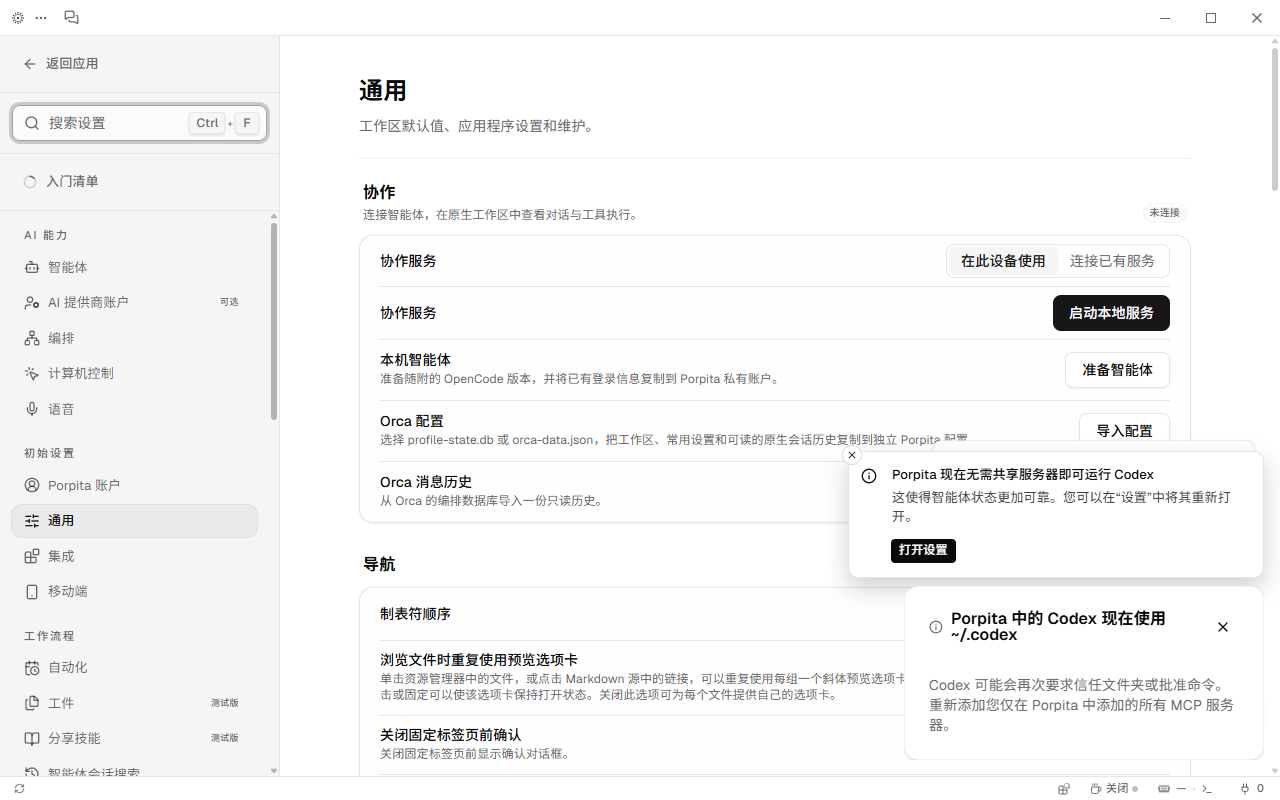 返回应用
搜索设置 Ctrl + F
入门清单
AI 能力
智能体
AI 提供商账户 可选
编排
计算机控制
语音
初始设置
Porpita 账户
通用
集成
移动端
工作流程
自动化
工件 测试版
分享技能 测试版
智能体会话搜索
通用
工作区默认值、应用程序设置和维护。
协作
连接智能体，在原生工作区中查看对话与工具执行。
未连接
协作服务 在此设备使用 连接已有服务
协作服务 启动本地服务
本机智能体
准备随附的 OpenCode 版本，并将已有登录信息复制到 Porpita 私有账户。
准备智能体
Orca 配置
选择 profile-state.db 或 orca-data.json，把工作区、常用设置和可读的原生会话历史复制到独立 Porpita 配置
导入配置
Orca 消息历史
从 Orca 的编排数据库导入一份只读历史。
导航
制表符顺序
浏览文件时重复使用预览选项卡
单击资源管理器中的文件，或点击 Markdown 源中的链接，可以重复使用每组一个斜体预览选项卡
击或固定可以使该选项卡保持打开状态。关闭此选项可为每个文件提供自己的选项卡。
关闭固定标签页前确认
关闭固定标签页前显示确认对话框。
Porpita 现在无需共享服务器即可运行 Codex
这使得智能体状态更加可靠。您可以在“设置”中将其重新打
开。
打开设置
Porpita 中的 Codex 现在使用
~/.codex
Codex 可能会再次要求信任文件夹或批准命令。
重新添加您仅在 Porpita 中添加的所有 MCP 服务
器。
关闭 — · 0